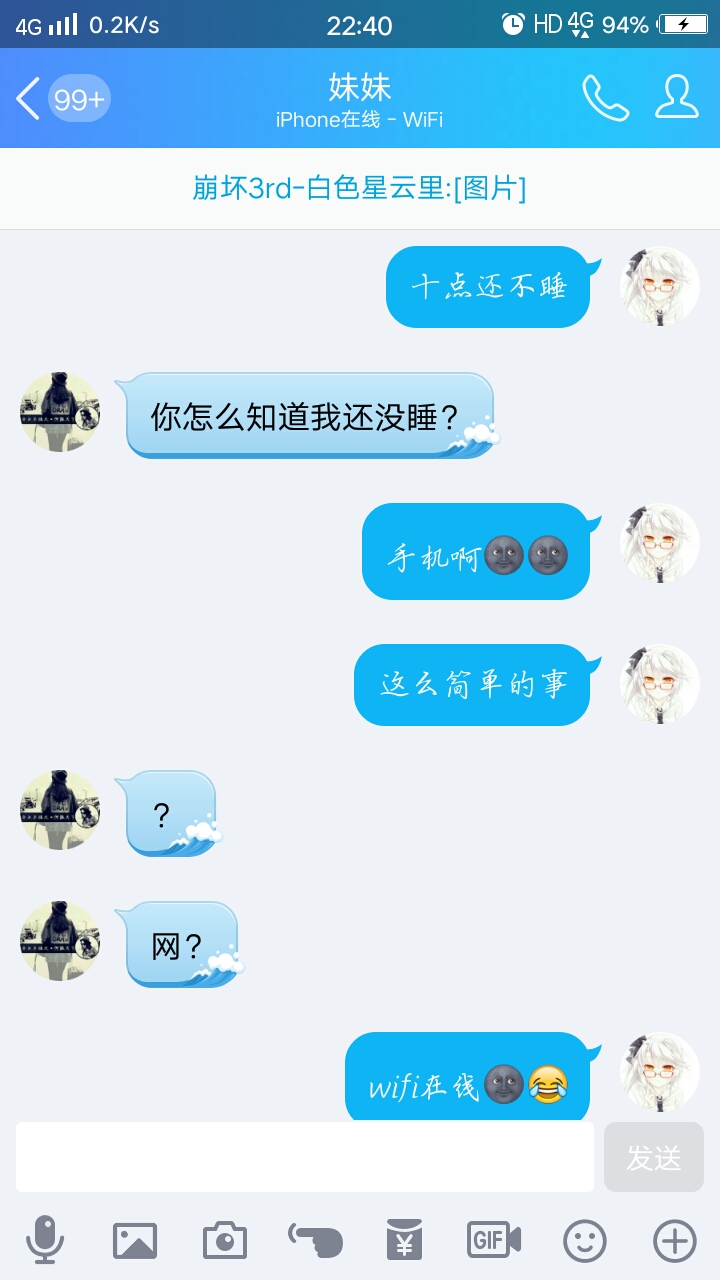 4G 0.2K/s 22:40 HD 4G 94%
99+ 妹妹
iPhone在线 - WiFi
崩坏3rd-白色星云里:[图片]
十点还不睡
你怎么知道我还没睡?
手机啊
这么简单的事
?
网?
wifi在线
发送
¥
GIF